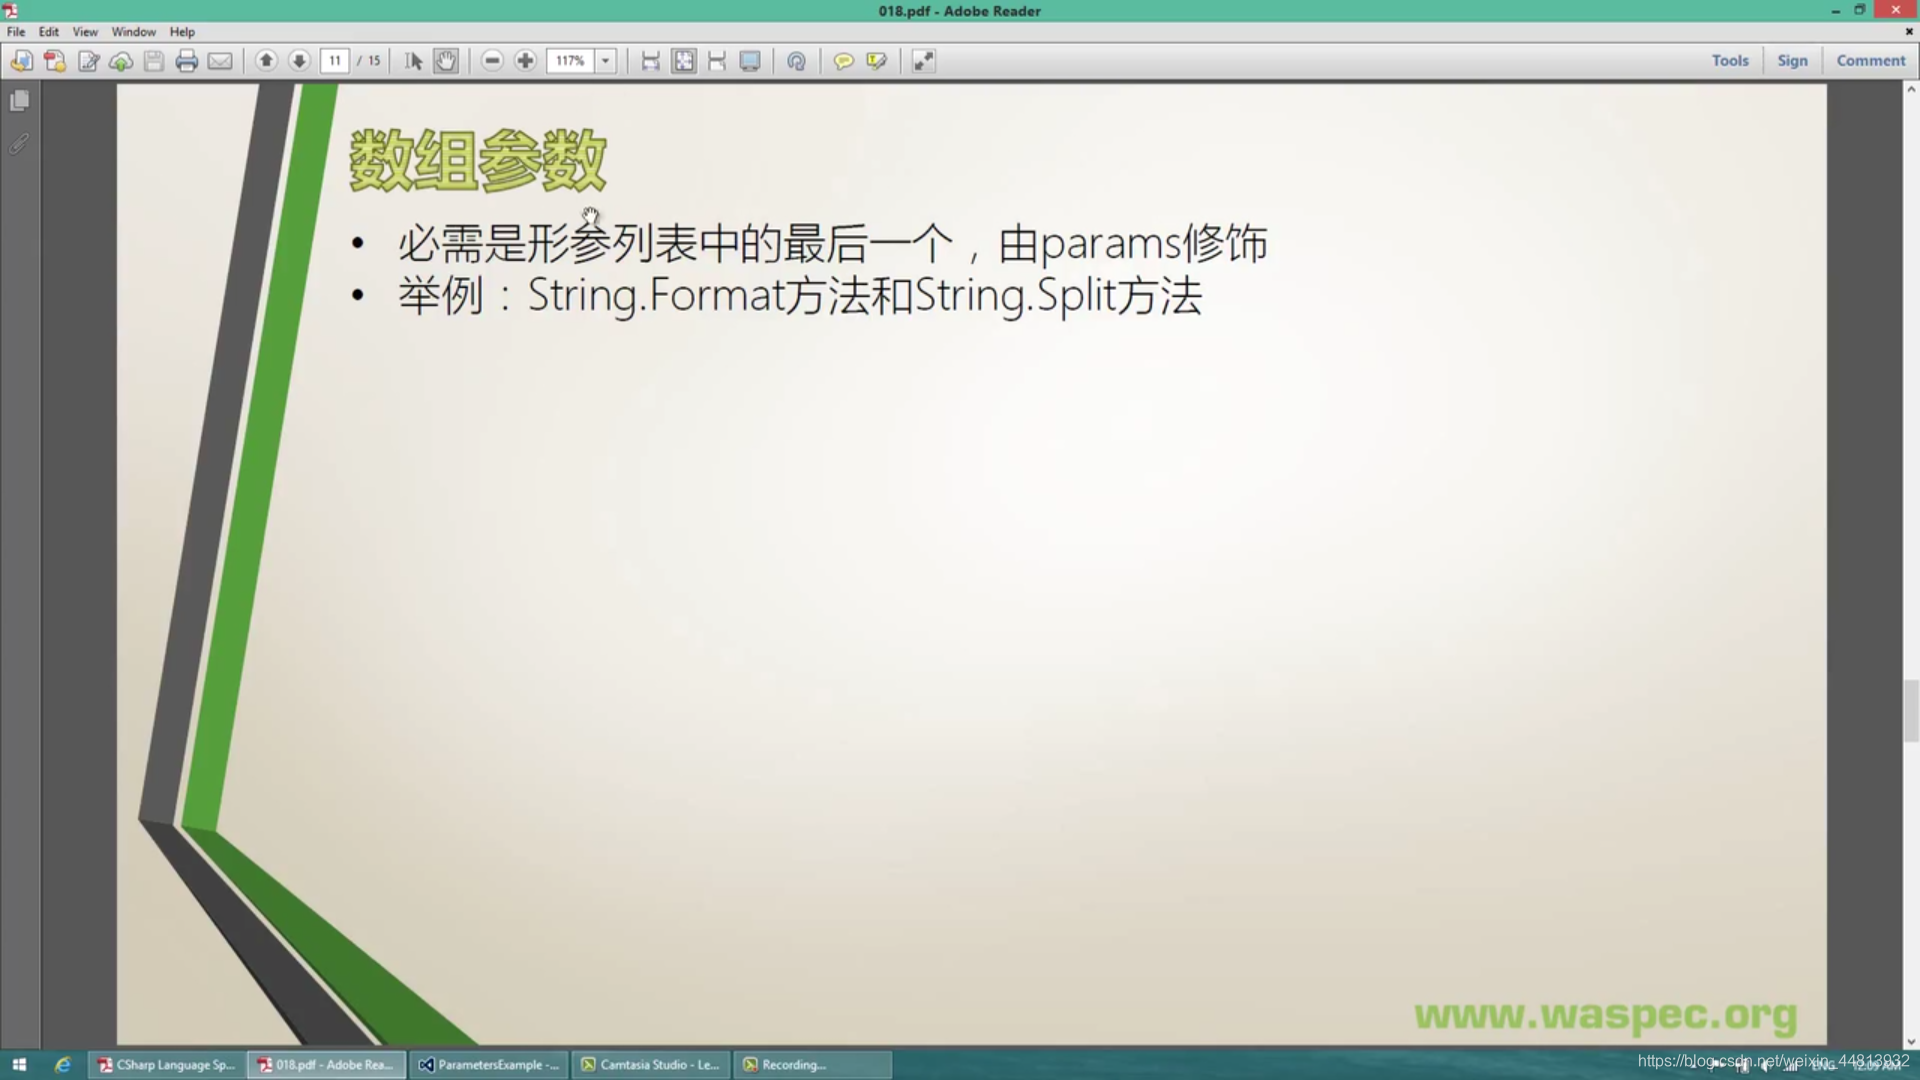 018.pdf - Adobe Reader
File Edit View Window Help
11 / 15
117%
Tools Sign Comment
数组参数
• 必需是形参列表中的最后一个，由params修饰
• 举例：String.Format方法和String.Split方法
www.waspec.org
CSharp Language Sp...
018.pdf - Adobe Rea...
ParametersExample -...
Camtasia Studio - Le...
Recording...
https://blog.csdn.net/weixin_44813932